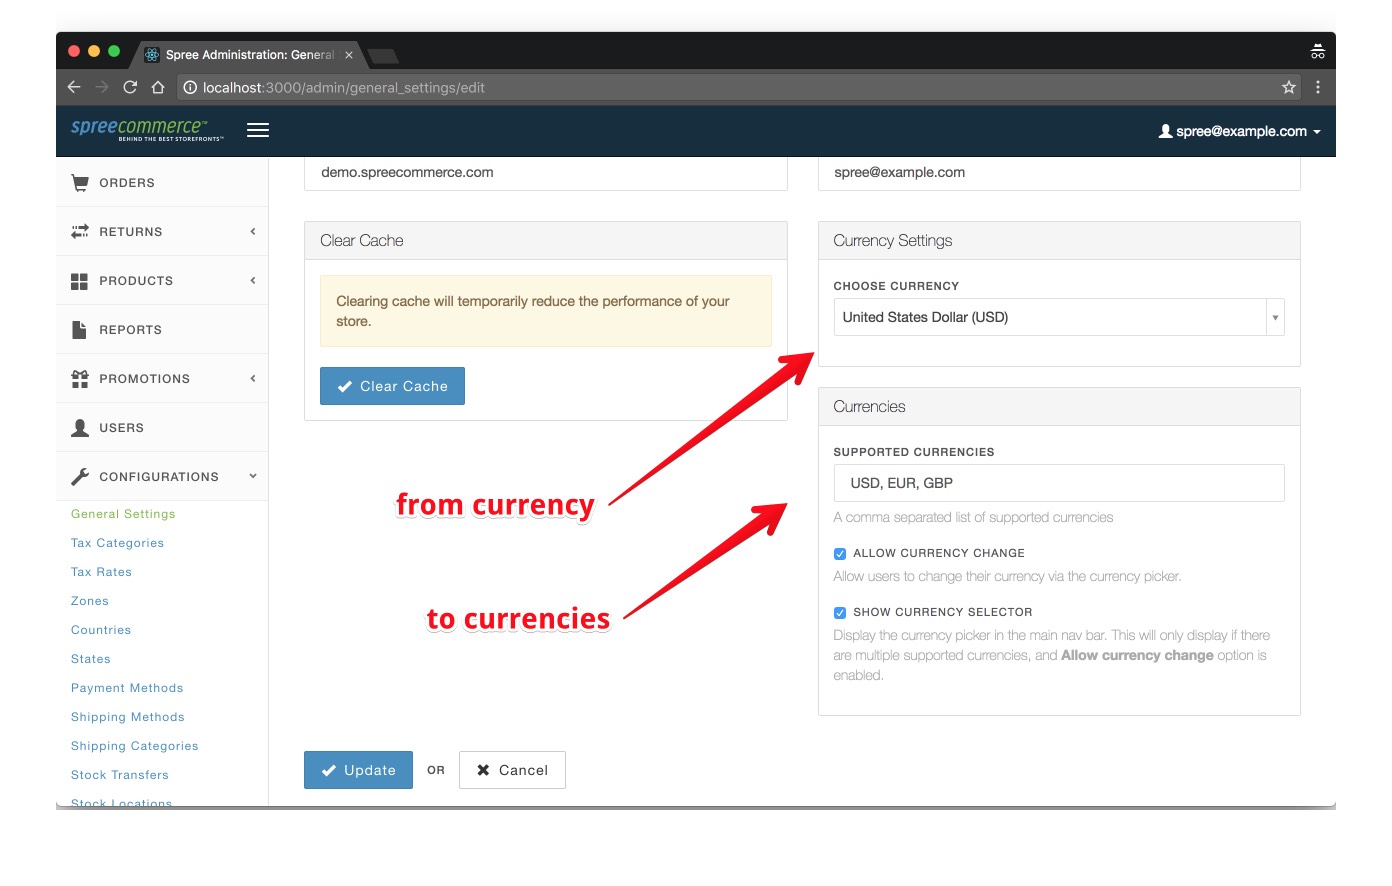 Spree Administration: General
localhost:3000/admin/general_settings/edit
spreecommerce™
BEHIND THE BEST STOREFRONTS™
spree@example.com
ORDERS
RETURNS
PRODUCTS
REPORTS
PROMOTIONS
USERS
CONFIGURATIONS
General Settings
Tax Categories
Tax Rates
Zones
Countries
States
Payment Methods
Shipping Methods
Shipping Categories
Stock Transfers
Stock Locations
demo.spreecommerce.com
spree@example.com
Clear Cache
Clearing cache will temporarily reduce the performance of your
store.
Clear Cache
Currency Settings
CHOOSE CURRENCY
United States Dollar (USD)
from currency
to currencies
Currencies
SUPPORTED CURRENCIES
USD, EUR, GBP
A comma separated list of supported currencies
ALLOW CURRENCY CHANGE
Allow users to change their currency via the currency picker.
SHOW CURRENCY SELECTOR
Display the currency picker in the main nav bar. This will only display if there
are multiple supported currencies, and Allow currency change option is
enabled.
Update
OR
Cancel